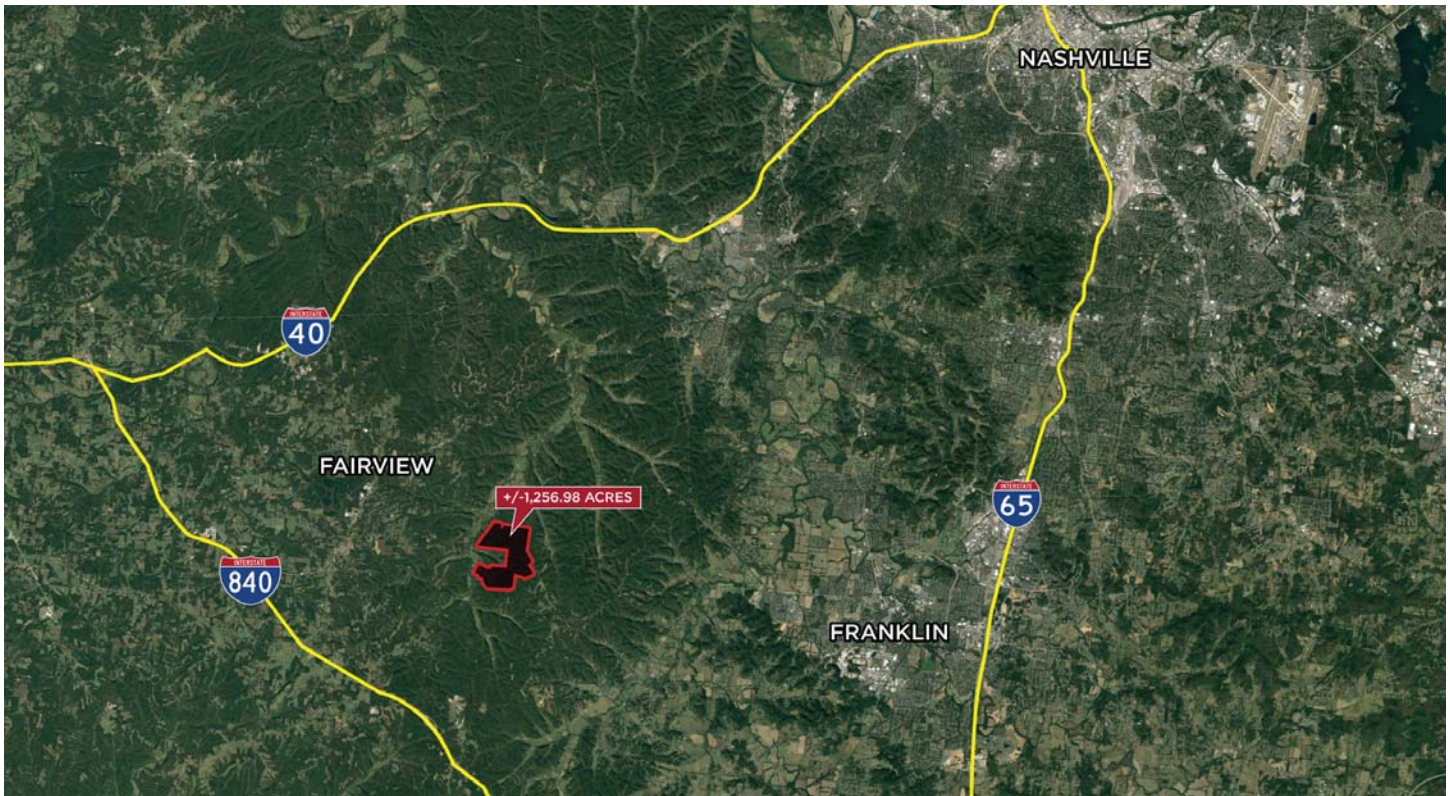 NASHVILLE
INTERSTATE
40
FAIRVIEW
+/-1,256.98 ACRES
INTERSTATE
65
INTERSTATE
840
FRANKLIN